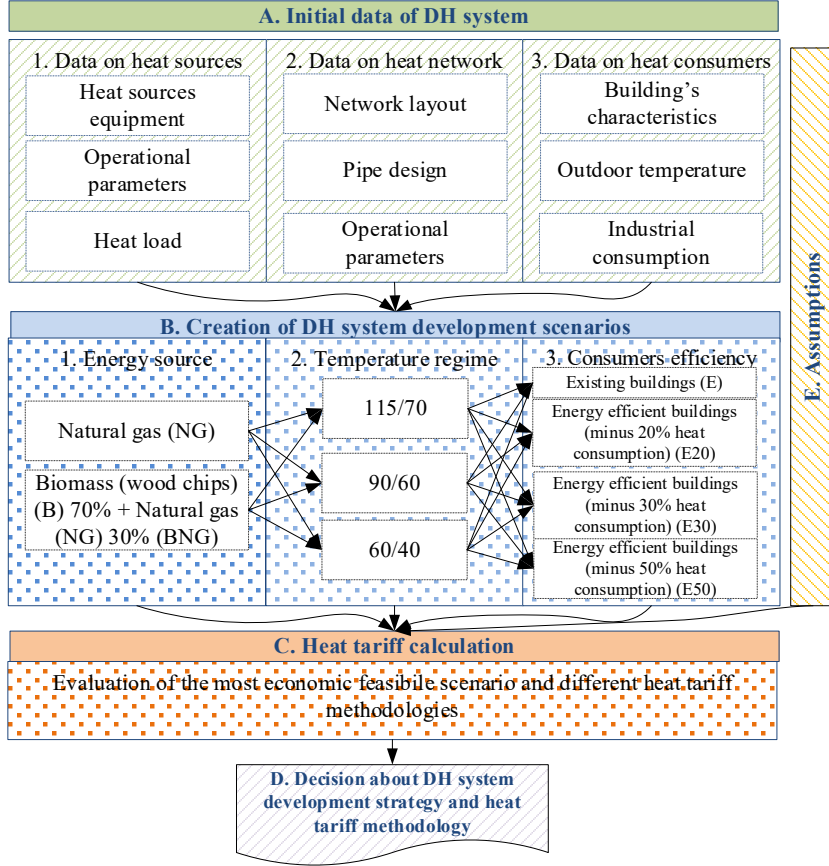 A. Initial data of DH system
1. Data on heat sources
Heat sources
equipment
Operational
parameters
Heat load
2. Data on heat network
Network layout
Pipe design
Operational
parameters
3. Data on heat consumers
Building's
characteristics
Outdoor temperature
Industrial
consumption
E. Assumptions
B. Creation of DH system development scenarios
1. Energy source
Natural gas (NG)
Biomass (wood chips)
(B) 70% + Natural gas
(NG) 30% (BNG)
2. Temperature regime
115/70
90/60
60/40
3. Consumers efficiency
Existing buildings (E)
Energy efficient buildings
(minus 20% heat
consumption) (E20)
Energy efficient buildings
(minus 30% heat
consumption) (E30)
Energy efficient buildings
(minus 50% heat
consumption) (E50)
C. Heat tariff calculation
Evaluation of the most economic feasibile scenario and different heat tariff
methodologies
D. Decision about DH system
development strategy and heat
tariff methodology